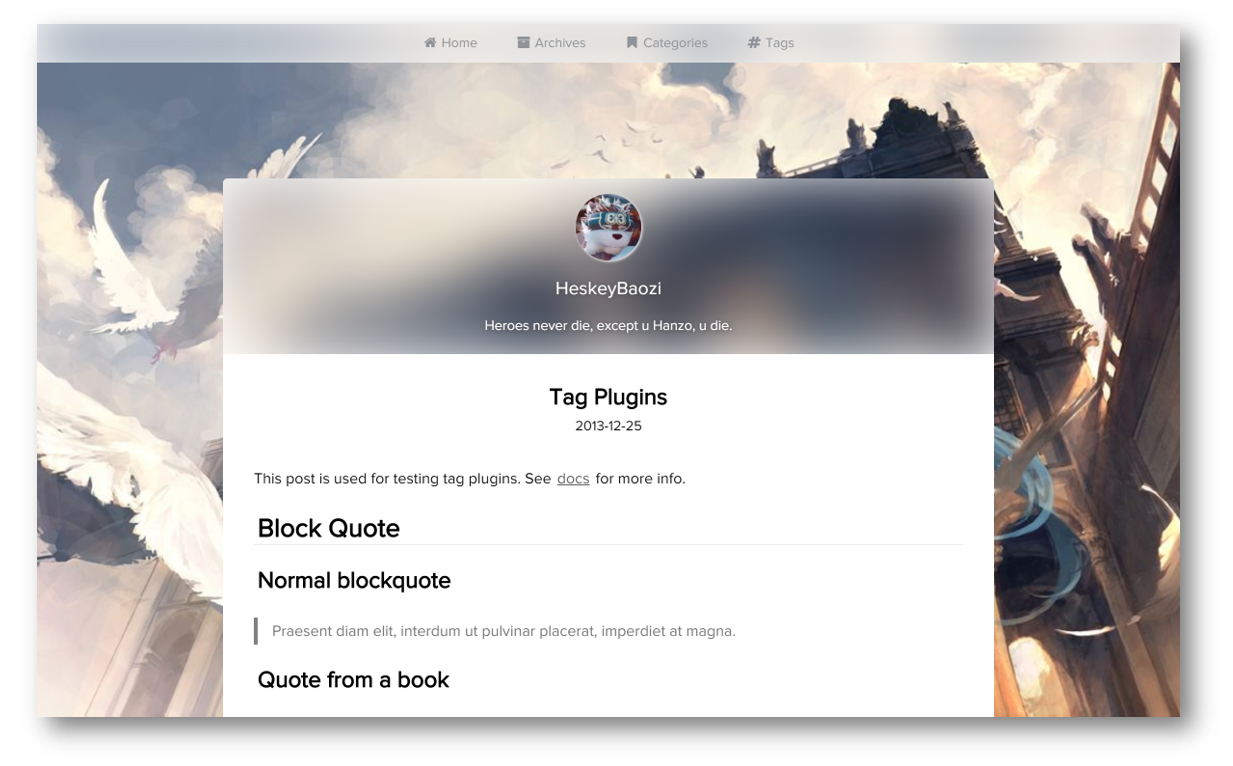 Home Archives Categories Tags
HeskeyBaozi
Heroes never die, except u Hanzo, u die.
Tag Plugins
2013-12-25
This post is used for testing tag plugins. See docs for more info.
Block Quote
Normal blockquote
Praesent diam elit, interdum ut pulvinar placerat, imperdiet at magna.
Quote from a book